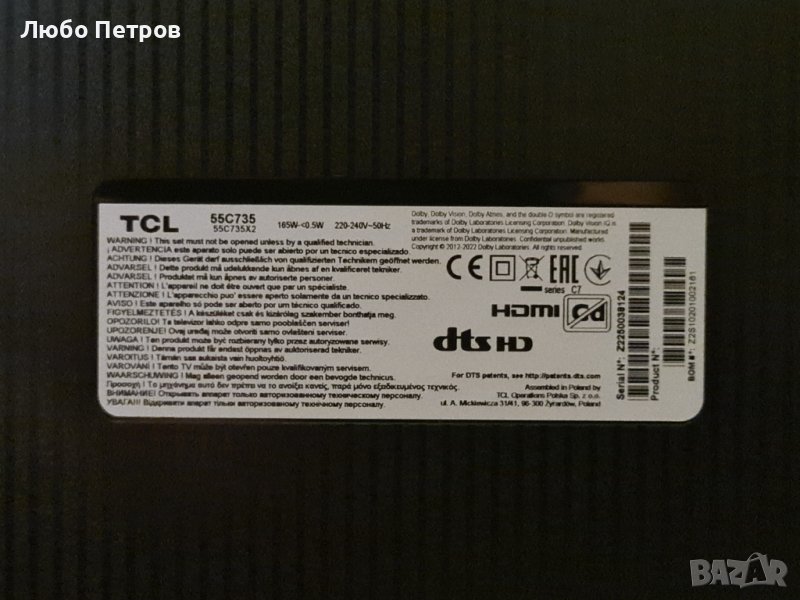 Любо Петров
TCL
55C735
55C735X2
165W~<0.5W 220-240V~50Hz
Dolby, Dolby Vision, Dolby Atmos, and the double-D symbol are registered
trademarks of Dolby Laboratories Licensing Corporation. Dolby Vision IQ is
trademarks of Dolby Laboratories Licensing Corporation. Manufactured
under license from Dolby Laboratories. Confidential unpublished works.
Copyright © 2012-2022 Dolby Laboratories. All rights reserved.
WARNING ! This set must not be opened unless by a qualified technician.
¡ ADVERTENCIA ! este aparato solo puede ser abierto por un tecnico especializado.
ACHTUNG ! Dieses Gerät darf ausschließlich von qualifizierten Technikern geöffnet werden.
ADVARSEL ! Dette produkt må udelukkende kun åbnes af en kvalificeret tekniker.
ADVARSEL ! Produktet må kun åpnes av autoriserte personer.
ATTENTION ! L'appareil ne doit être ouvert que par un spécialiste.
ATTENZIONE ! L'apparecchio puo' essere aperto solamente da un tecnico specializzato.
AVISO ! Este aparelho só pode ser aberto por um técnico qualificado.
FIGYELMEZTETÉS ! A készüléket csak és kizárólag szakember bonthatja meg.
OPOZORILO! Ta televizor lahko odpre samo pooblaščen serviser!
UPOZORENJE! Ovaj uređaj može otvoriti samo ovlašteni serviser.
UWAGA ! Ten produkt może być rozbierany tylko przez autoryzowane serwisy.
VARNING ! Denna produkt får endast öppnas av en kvalificerad tekniker.
VAROITUS ! Tämän saa aukaista vain huoltoyhtiö.
VAROVÁNÍ ! Tento TV může být otevřen pouze kvalifikovaným servisem.
WAARSCHUWING ! Mag alleen geopend worden door een bevoegde technicus.
Προσοχή ! Το μηχάνημα αυτό δεν πρέπει να το ανοίξει κανείς, παρά μόνο εξειδικευμένος τεχνικός.
ВНИМАНИЕ! Открывать аппарат только авторизованному техническому персоналу.
УВАГА!! Відкривати апарат тільки авторизованному технічному персоналу.
CE EAC
series C7
HDMI
dts HD
For DTS patents, see http://patents.dts.com
Assembled in Poland by
TCL Operations Polska Sp. z o.o.
ul. A. Mickiewicza 31/41, 96-300 Żyrardów, Poland
Serial N°: Z2250038124
Product N°:
BOM #: Z2S10201002161
BAZAR